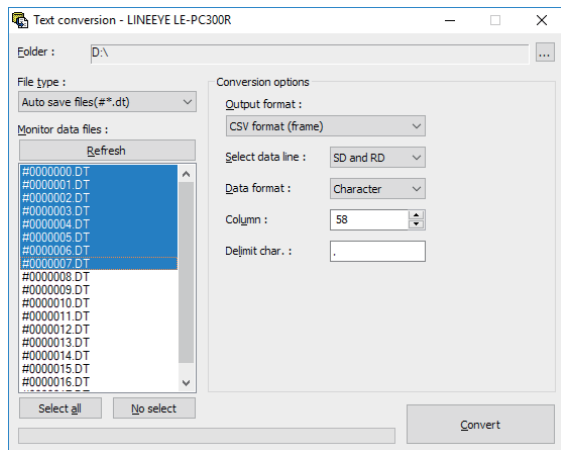 Text conversion - LINEEYE LE-PC300R
Folder :
D:\
...
File type :
Auto save files(#*.dt)
Monitor data files :
Refresh
#0000000.DT
#0000001.DT
#0000002.DT
#0000003.DT
#0000004.DT
#0000005.DT
#0000006.DT
#0000007.DT
#0000008.DT
#0000009.DT
#0000010.DT
#0000011.DT
#0000012.DT
#0000013.DT
#0000014.DT
#0000015.DT
#0000016.DT
Select all
No select
Conversion options
Output format :
CSV format (frame)
Select data line :
SD and RD
Data format :
Character
Column :
58
Delimit char. :
.
Convert